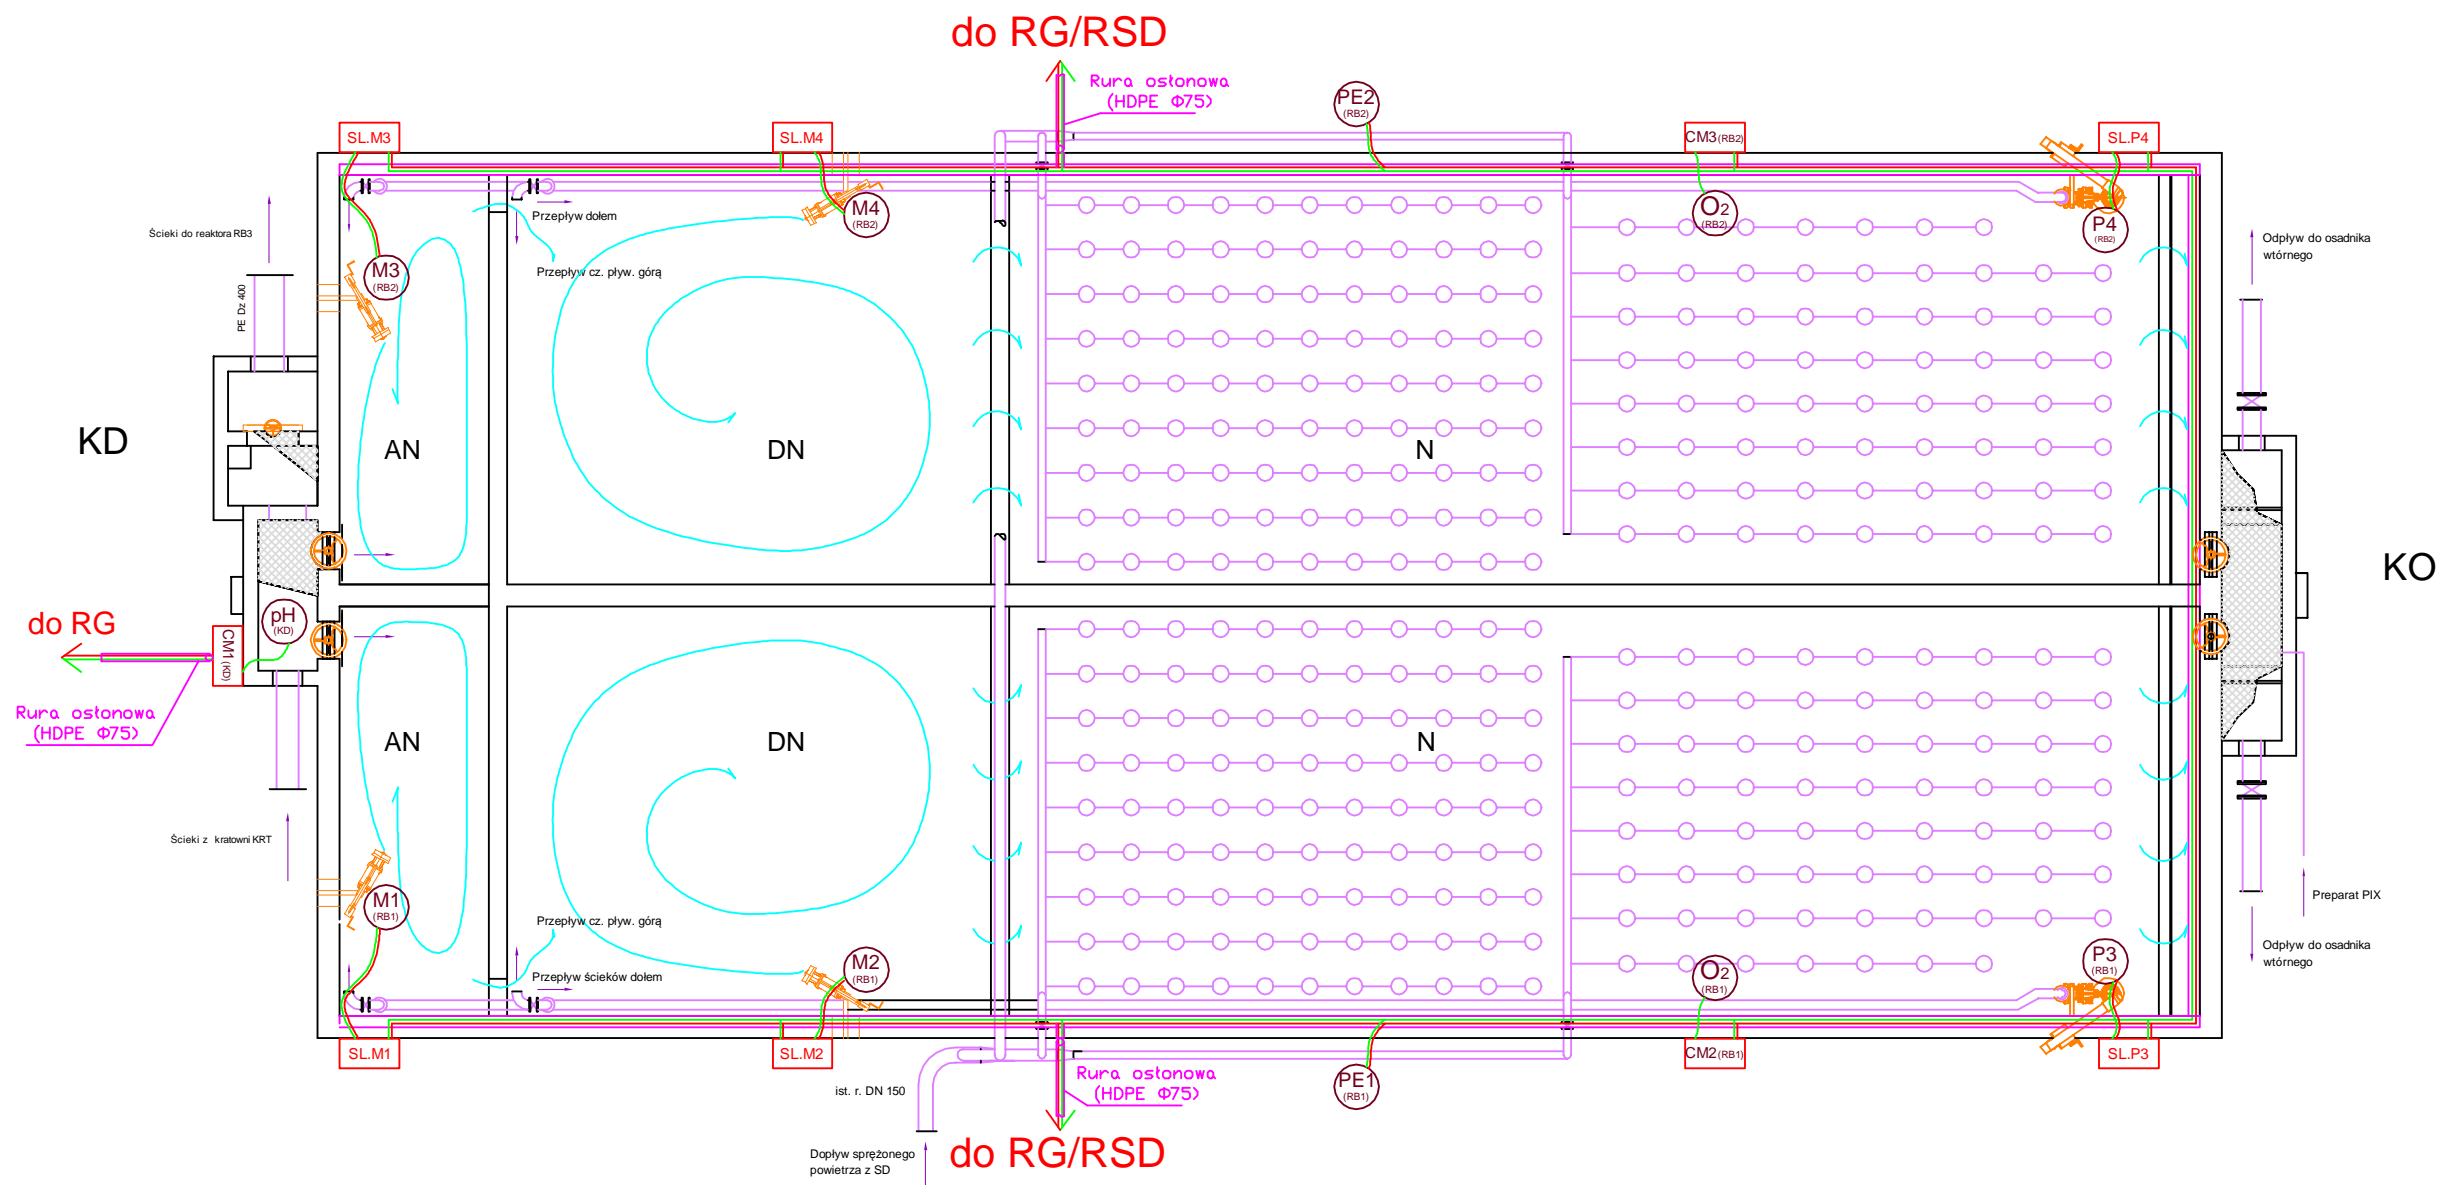 do RG/RSD
Rura osłonowa
(HDPE Φ75)
PE2
(RB2)
SL.M3
SL.M4
CM3(RB2)
SL.P4
Ścieki do reaktora RB3
PE Dz 400
M3
(RB2)
Przepływ dołem
Przepływ cz. pływ. górą
M4
(RB2)
O2
(RB2)
P4
(RB2)
Odpływ do osadnika
wtórnego
KD
AN
DN
N
KO
do RG
CM1 (KD)
pH
(KD)
Rura osłonowa
(HDPE Φ75)
AN
DN
N
Ścieki z kratowni KRT
M1
(RB1)
Przepływ cz. pływ. górą
Przepływ ścieków dołem
M2
(RB1)
O2
(RB1)
P3
(RB1)
Preparat PIX
Odpływ do osadnika
wtórnego
SL.M1
SL.M2
CM2(RB1)
SL.P3
ist. r. DN 150
Rura osłonowa
(HDPE Φ75)
PE1
(RB1)
Dopływ sprężonego
powietrza z SD
do RG/RSD